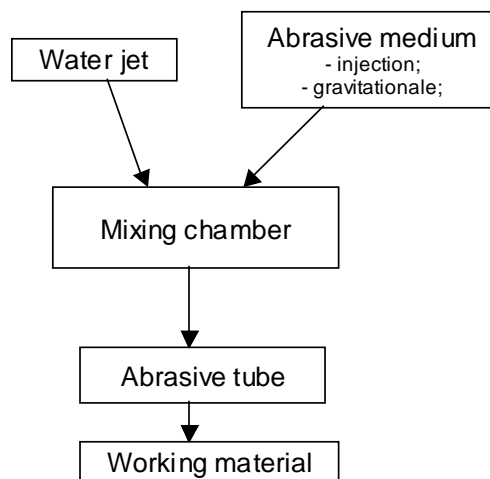 Water jet
Abrasive medium
- injection;
- gravitationale;
Mixing chamber
Abrasive tube
Working material